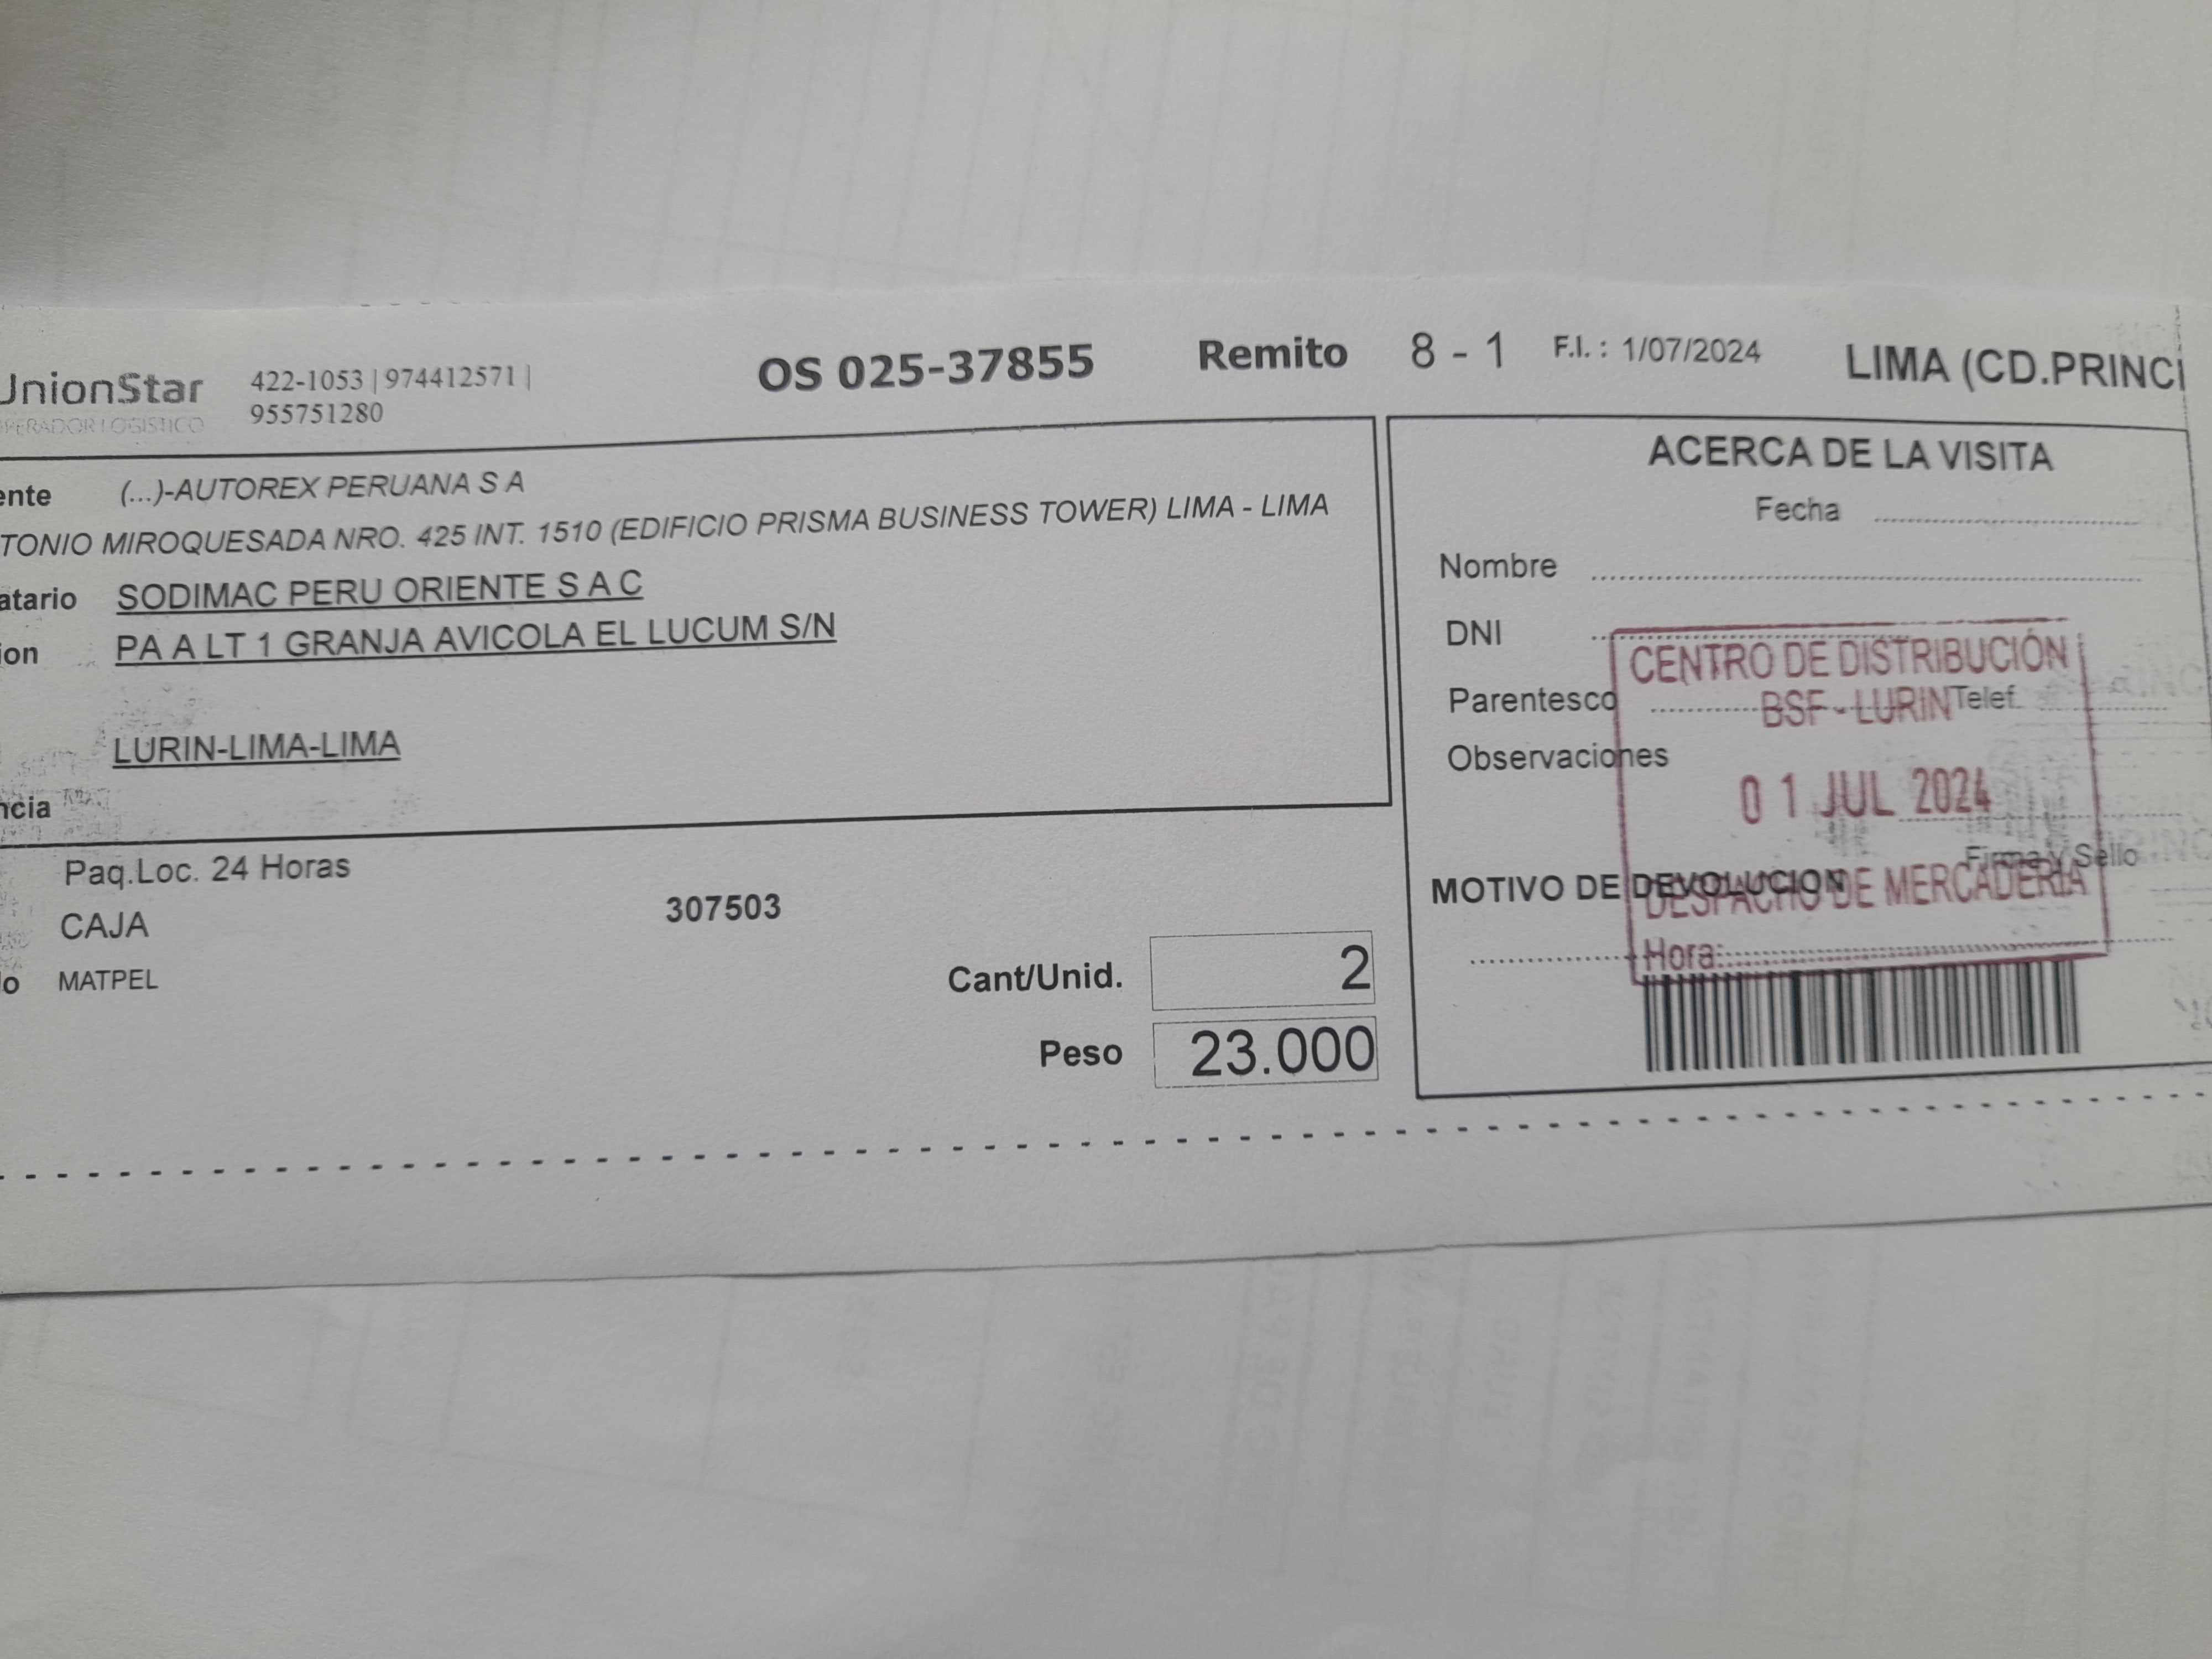 UnionStar
OPERADOR LOGISTICO
422-1053 | 974412571 |
955751280
OS 025-37855 Remito 8 - 1 F.I. : 1/07/2024 LIMA (CD.PRINCI
ente (...)-AUTOREX PERUANA S A
TONIO MIROQUESADA NRO. 425 INT. 1510 (EDIFICIO PRISMA BUSINESS TOWER) LIMA - LIMA
atario SODIMAC PERU ORIENTE S A C
ion PA A LT 1 GRANJA AVICOLA EL LUCUM S/N
LURIN-LIMA-LIMA
ncia
Paq.Loc. 24 Horas
CAJA 307503
o MATPEL
Cant/Unid. 2
Peso 23.000
ACERCA DE LA VISITA
Fecha
Nombre
DNI
Parentesco Telef.
Observaciones
Firma y Sello
MOTIVO DE DEVOLUCION
CENTRO DE DISTRIBUCIÓN
BSF - LURIN
01 JUL 2024
DESPACHO DE MERCADERIA
Hora: